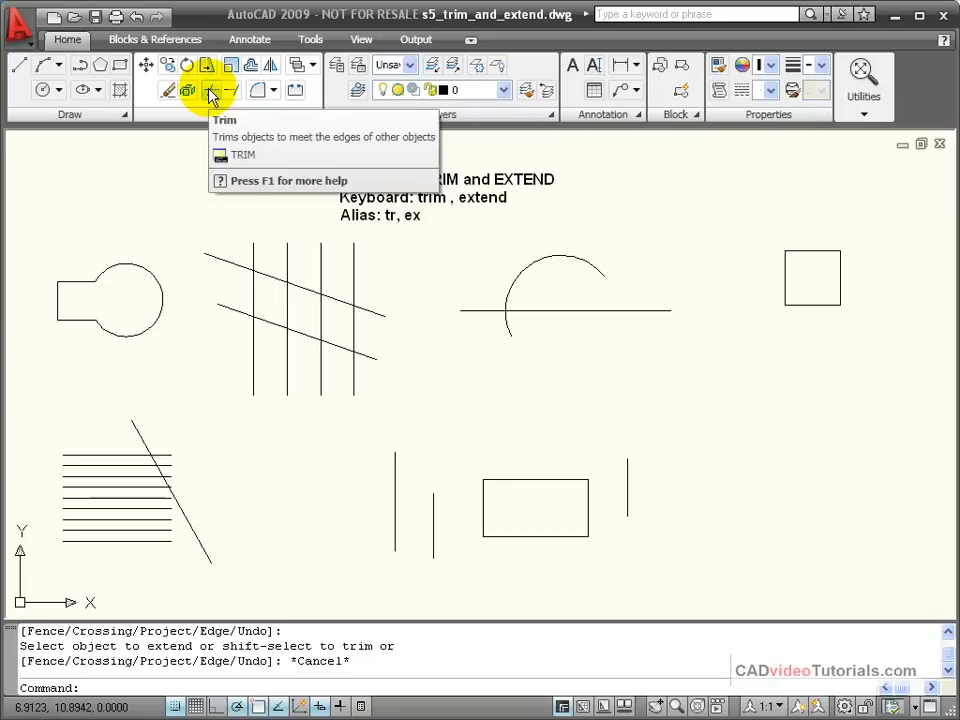 AutoCAD 2009 - NOT FOR RESALE s5_trim_and_extend.dwg
Type a keyword or phrase
Home Blocks & References Annotate Tools View Output
Unsa
0
Utilities
Draw Annotation Block Properties
Trim
Trims objects to meet the edges of other objects
TRIM
Press F1 for more help
and EXTEND
Keyboard: trim , extend
Alias: tr, ex
Y
X
[Fence/Crossing/Project/Edge/Undo]:
Select object to extend or shift-select to trim or
[Fence/Crossing/Project/Edge/Undo]: *Cancel*
CADvideoTutorials.com
Command:
6.9123, 10.8942, 0.0000
1:1